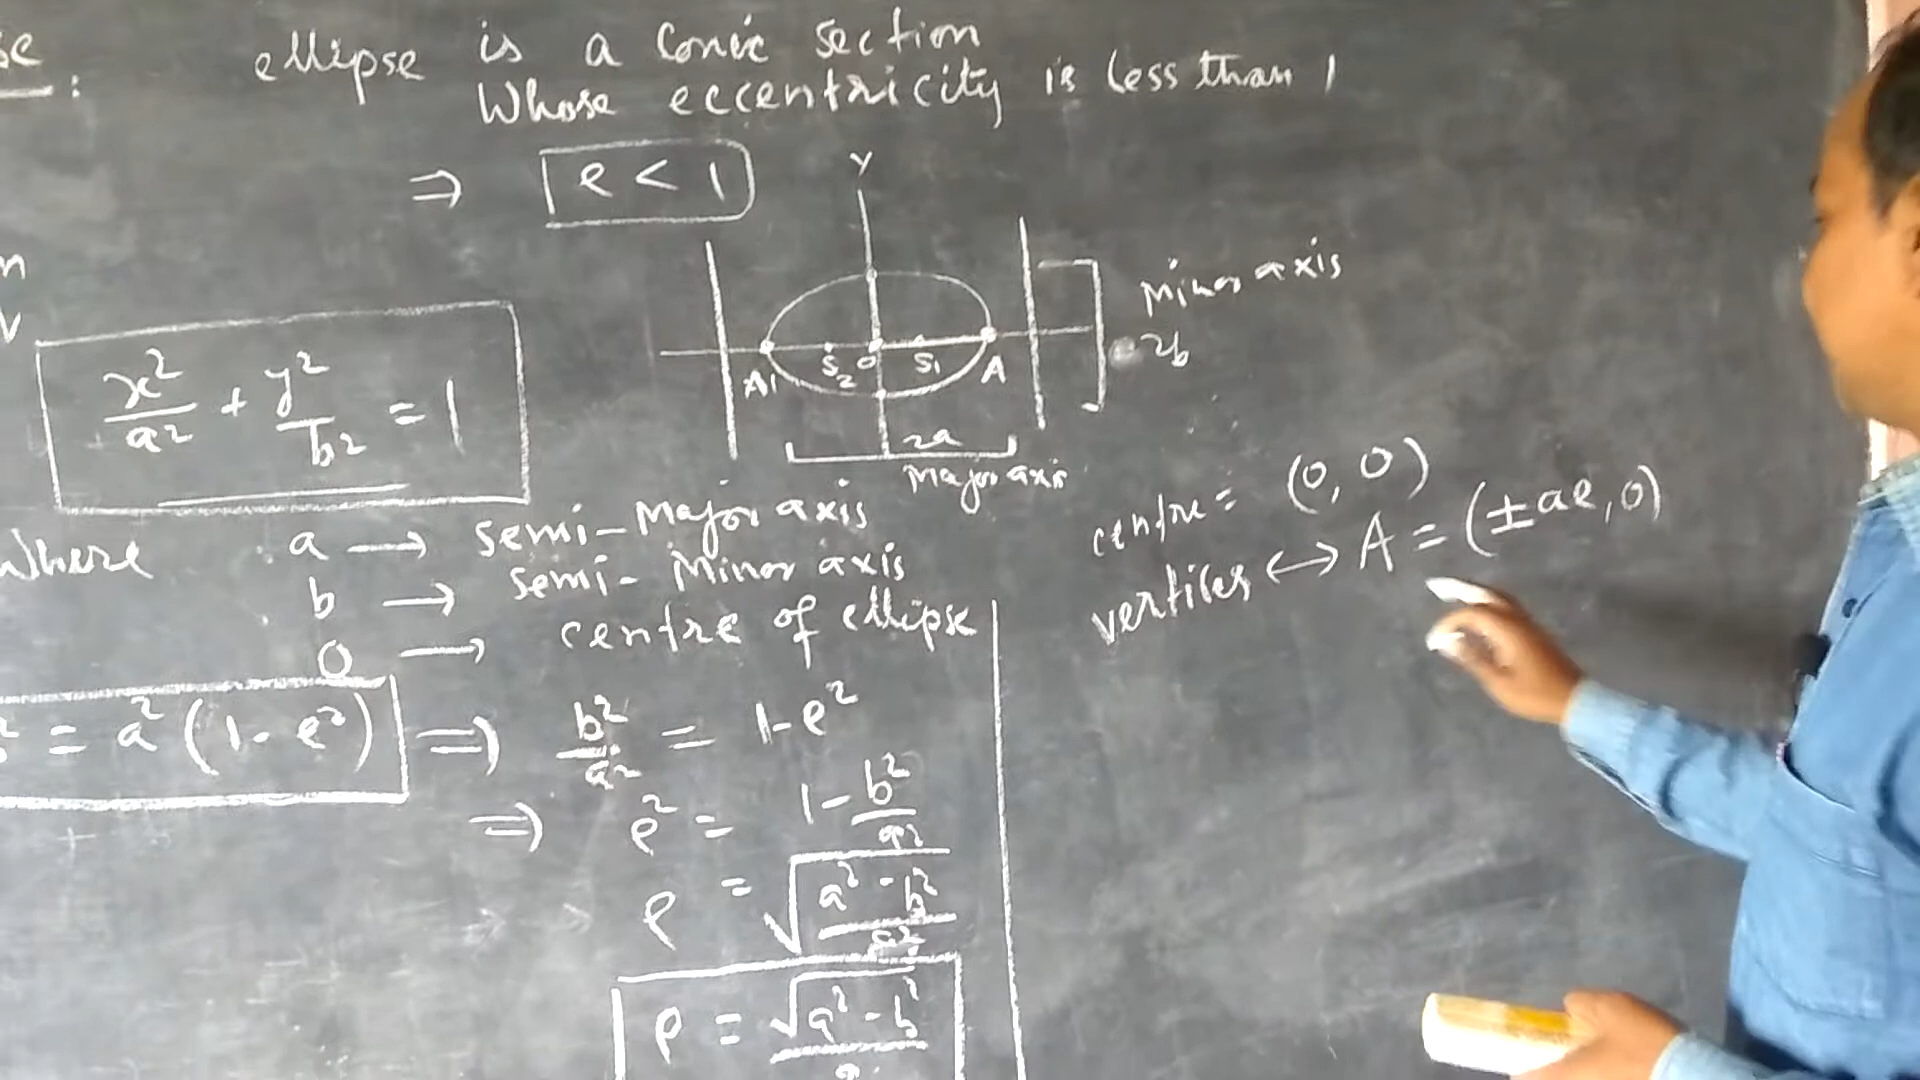 se :
ellipse is a conic section
Whose eccentricity is less than 1
⇒ e < 1
n
x²/a² + y²/b² = 1
Y
A1 S2 O S1 A
2a
Major axis
Minor axis
2b
Where a → semi-Major axis
b → semi-Minor axis
O → centre of ellipse
² = a²(1-e²) ⇒ b²/a² = 1-e²
⇒ e² = 1-b²/a²
e = √(a²-b²/a²)
e = √(a²-b²)/a
centre = (0,0)
vertices ↔ A = (±ae,0)